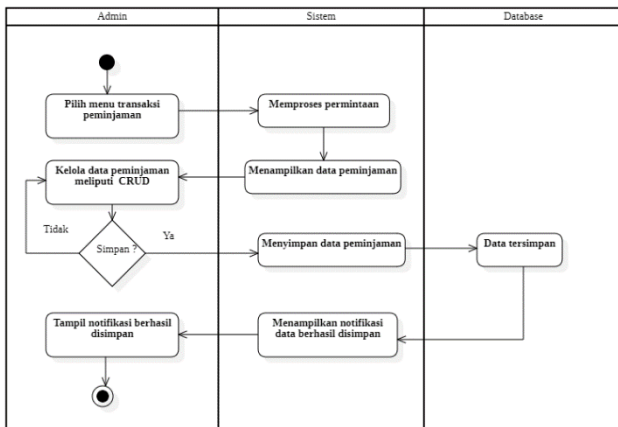 Admin
Sistem
Database
Pilih menu transaksi
peminjaman
Memproses permintaan
Menampilkan data peminjaman
Kelola data peminjaman
meliputi CRUD
Tidak
Simpan ?
Ya
Menyimpan data peminjaman
Data tersimpan
Menampilkan notifikasi
data berhasil disimpan
Tampil notifikasi berhasil
disimpan